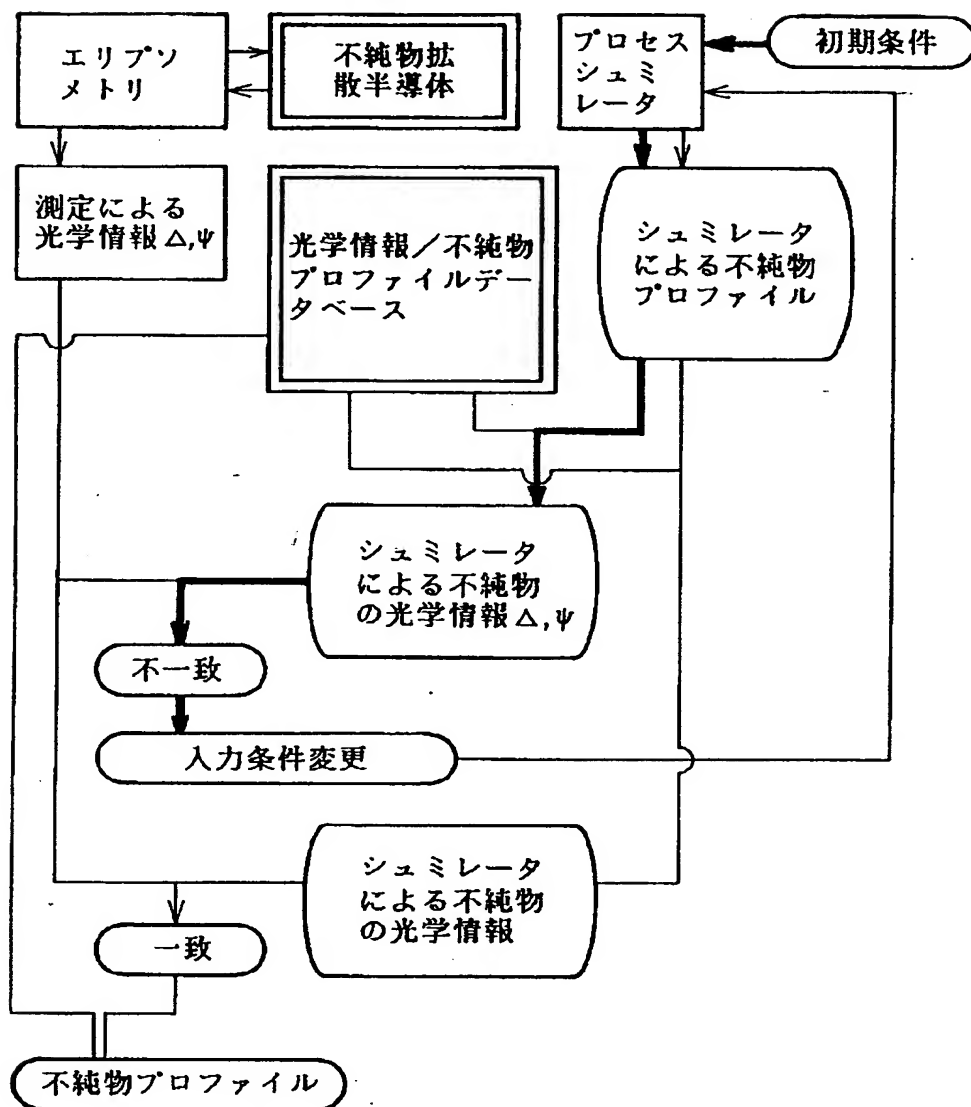 エリプソ
メトリ
不純物拡
散半導体
プロセス
シュミ
レータ
初期条件
測定による
光学情報△,ψ
光学情報/不純物
プロファイルデー
タベース
シュミレータ
による不純物
プロファイル
シュミレータ
による不純物
の光学情報△,ψ
不一致
入力条件変更
シュミレータ
による不純物
の光学情報
一致
不純物プロファイル